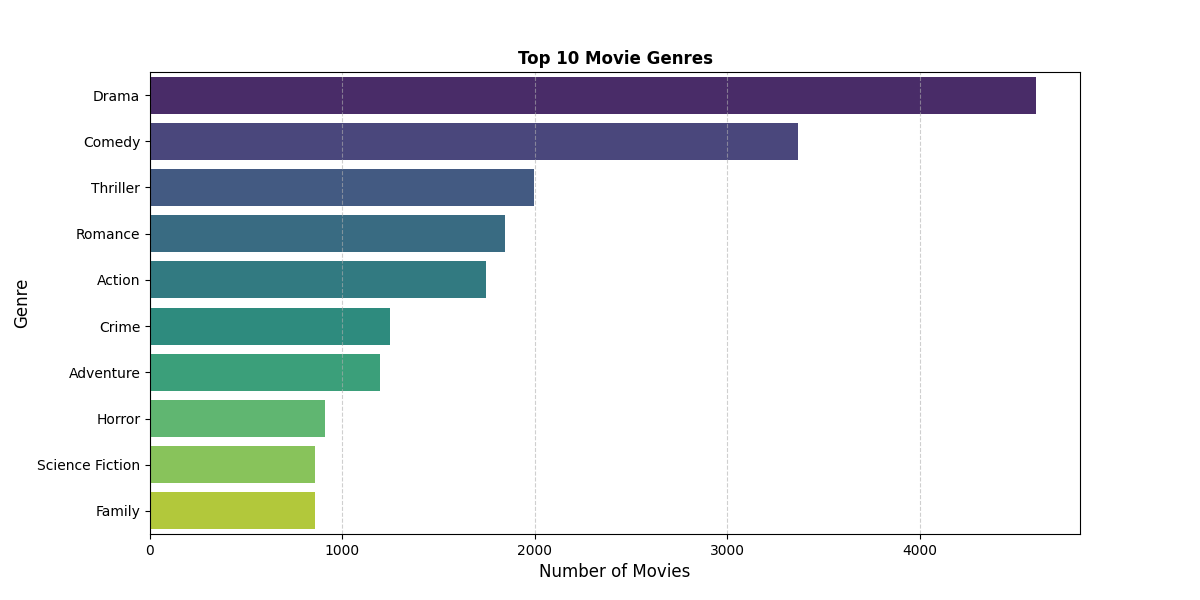 Top 10 Movie Genres
Genre
Drama
Comedy
Thriller
Romance
Action
Crime
Adventure
Horror
Science Fiction
Family
0 1000 2000 3000 4000
Number of Movies